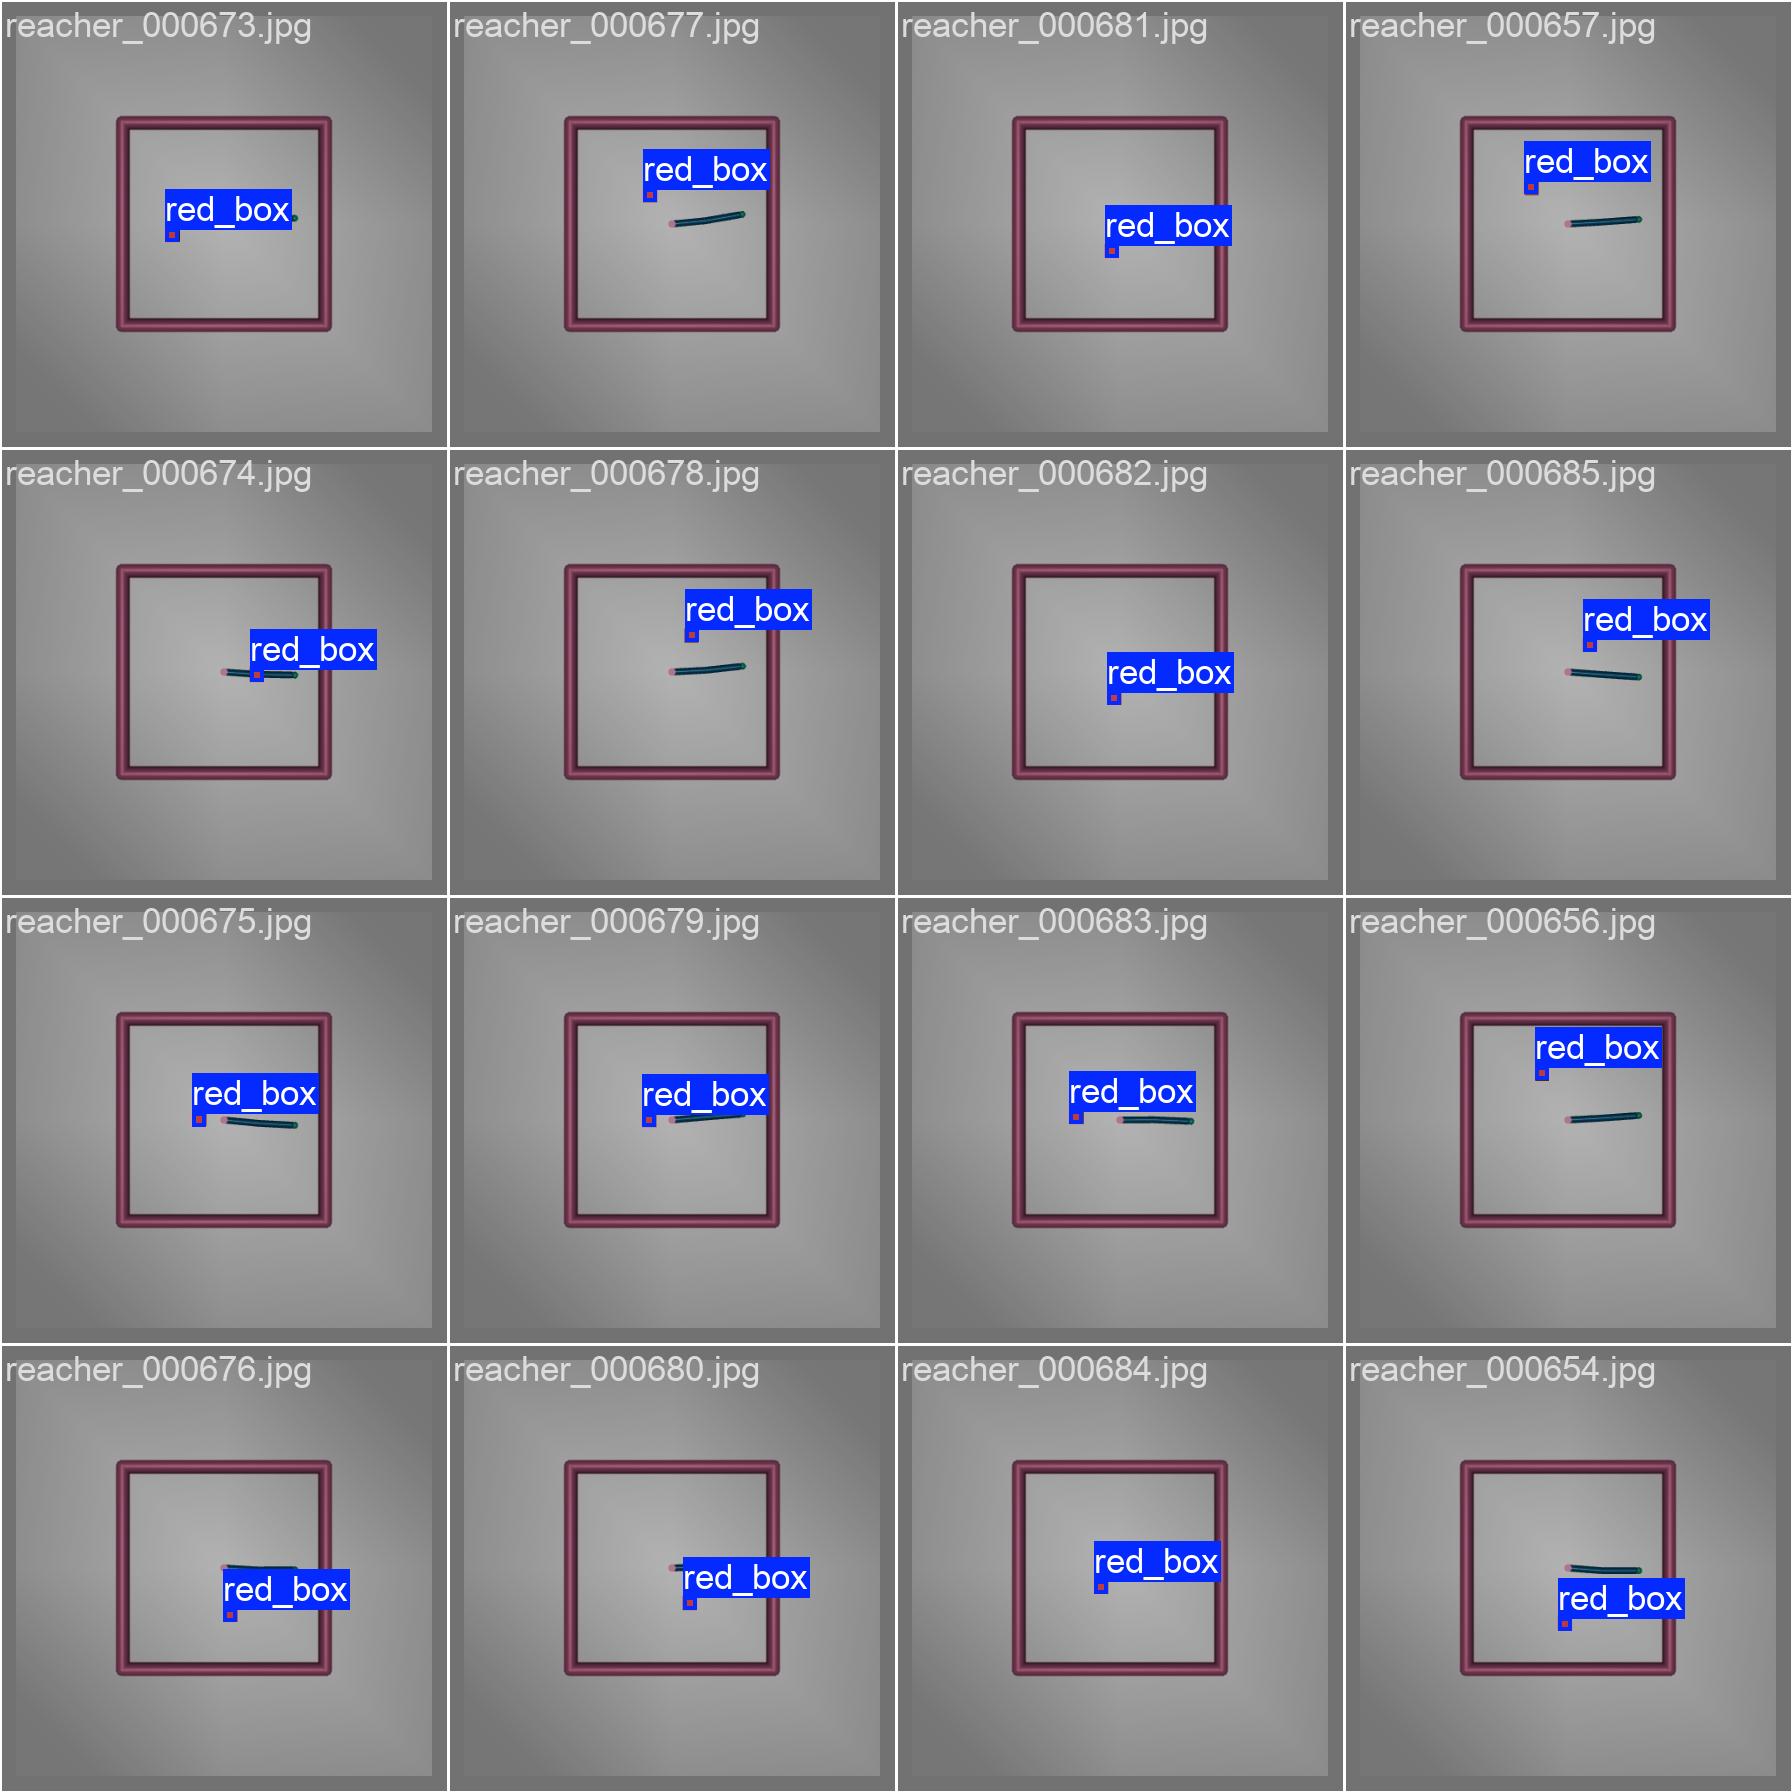 reacher_000673.jpg
red_box
reacher_000677.jpg
red_box
reacher_000681.jpg
red_box
reacher_000657.jpg
red_box
reacher_000674.jpg
red_box
reacher_000678.jpg
red_box
reacher_000682.jpg
red_box
reacher_000685.jpg
red_box
reacher_000675.jpg
red_box
reacher_000679.jpg
red_box
reacher_000683.jpg
red_box
reacher_000656.jpg
red_box
reacher_000676.jpg
red_box
reacher_000680.jpg
red_box
reacher_000684.jpg
red_box
reacher_000654.jpg
red_box